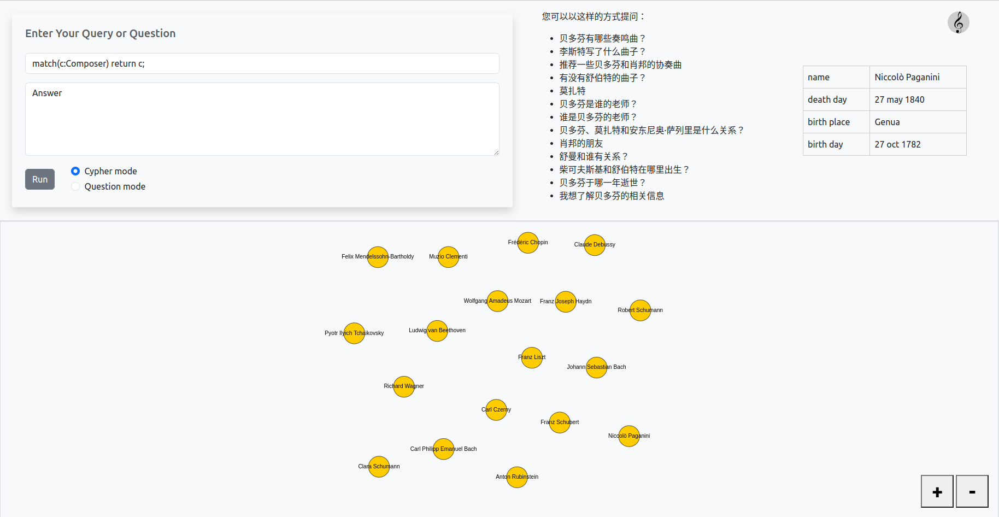 Enter Your Query or Question
match(c:Composer) return c;
Answer
Run
Cypher mode
Question mode
您可以以这样的方式提问：
贝多芬有哪些奏鸣曲？
李斯特写了什么曲子？
推荐一些贝多芬和肖邦的协奏曲
有没有舒伯特的曲子？
莫扎特
贝多芬是谁的老师？
谁是贝多芬的老师？
贝多芬、莫扎特和安东尼奥·萨列里是什么关系？
肖邦的朋友
舒曼和谁有关系？
柴可夫斯基和舒伯特在哪里出生？
贝多芬于哪一年逝世？
我想了解贝多芬的相关信息
name Niccolò Paganini
death day 27 may 1840
birth place Genua
birth day 27 oct 1782
Frédéric Chopin
Claude Debussy
Felix Mendelssohn-Bartholdy
Muzio Clementi
Wolfgang Amadeus Mozart
Franz Joseph Haydn
Robert Schumann
Pyotr Ilyich Tchaikovsky
Ludwig van Beethoven
Franz Liszt
Johann Sebastian Bach
Richard Wagner
Carl Czerny
Franz Schubert
Niccolò Paganini
Carl Philipp Emanuel Bach
Clara Schumann
Anton Rubinstein
+ -